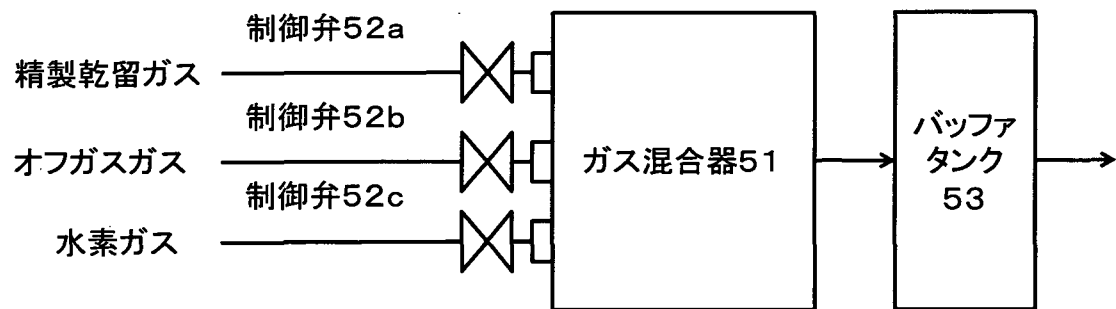 制御弁52a
精製乾留ガス
制御弁52b
オフガスガス
制御弁52c
水素ガス
ガス混合器51
バッファ
タンク
53